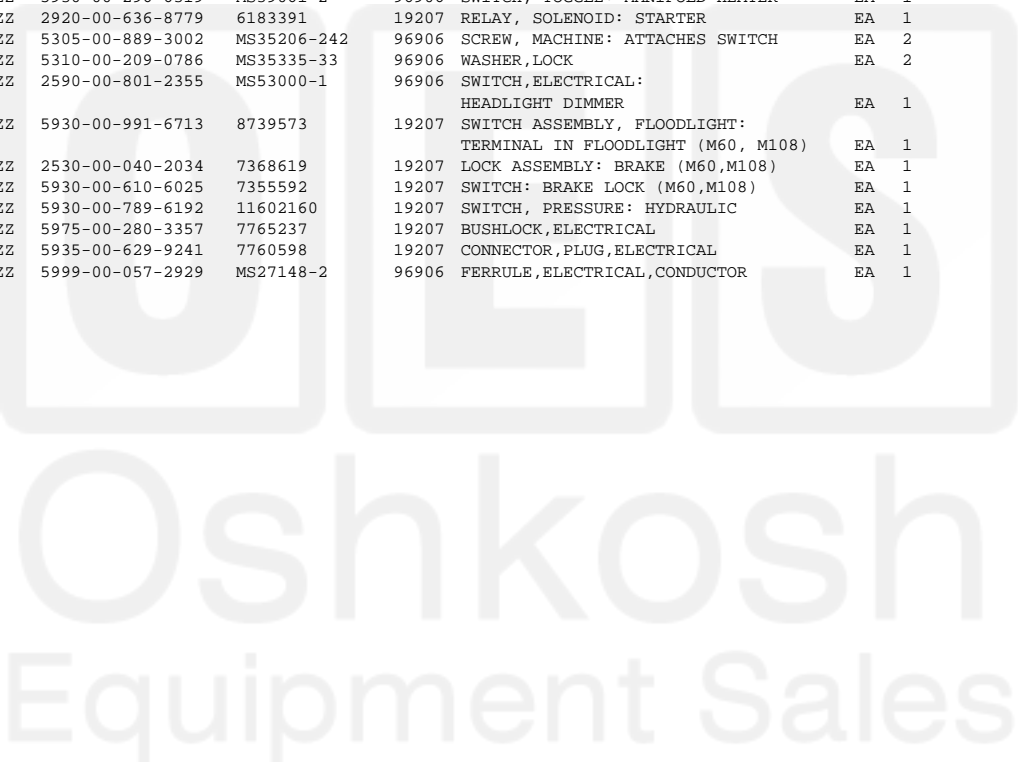 ZZ 2920-00-636-8779 6183391 19207 RELAY, SOLENOID: STARTER EA 1
ZZ 5305-00-889-3002 MS35206-242 96906 SCREW, MACHINE: ATTACHES SWITCH EA 2
ZZ 5310-00-209-0786 MS35335-33 96906 WASHER,LOCK EA 2
ZZ 2590-00-801-2355 MS53000-1 96906 SWITCH,ELECTRICAL:
HEADLIGHT DIMMER EA 1
ZZ 5930-00-991-6713 8739573 19207 SWITCH ASSEMBLY, FLOODLIGHT:
TERMINAL IN FLOODLIGHT (M60, M108) EA 1
ZZ 2530-00-040-2034 7368619 19207 LOCK ASSEMBLY: BRAKE (M60,M108) EA 1
ZZ 5930-00-610-6025 7355592 19207 SWITCH: BRAKE LOCK (M60,M108) EA 1
ZZ 5930-00-789-6192 11602160 19207 SWITCH, PRESSURE: HYDRAULIC EA 1
ZZ 5975-00-280-3357 7765237 19207 BUSHLOCK,ELECTRICAL EA 1
ZZ 5935-00-629-9241 7760598 19207 CONNECTOR,PLUG,ELECTRICAL EA 1
ZZ 5999-00-057-2929 MS27148-2 96906 FERRULE,ELECTRICAL,CONDUCTOR EA 1
OES
Oshkosh
Equipment Sales